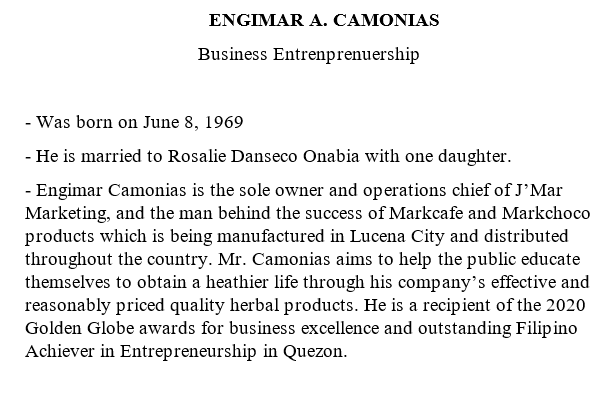 ENGIMAR A. CAMONIAS
Business Entrenprenuership
- Was born on June 8, 1969
- He is married to Rosalie Danseco Onabia with one daughter.
- Engimar Camonias is the sole owner and operations chief of J’Mar
Marketing, and the man behind the success of Markcafe and Markchoco
products which is being manufactured in Lucena City and distributed
throughout the country. Mr. Camonias aims to help the public educate
themselves to obtain a heathier life through his company’s effective and
reasonably priced quality herbal products. He is a recipient of the 2020
Golden Globe awards for business excellence and outstanding Filipino
Achiever in Entrepreneurship in Quezon.